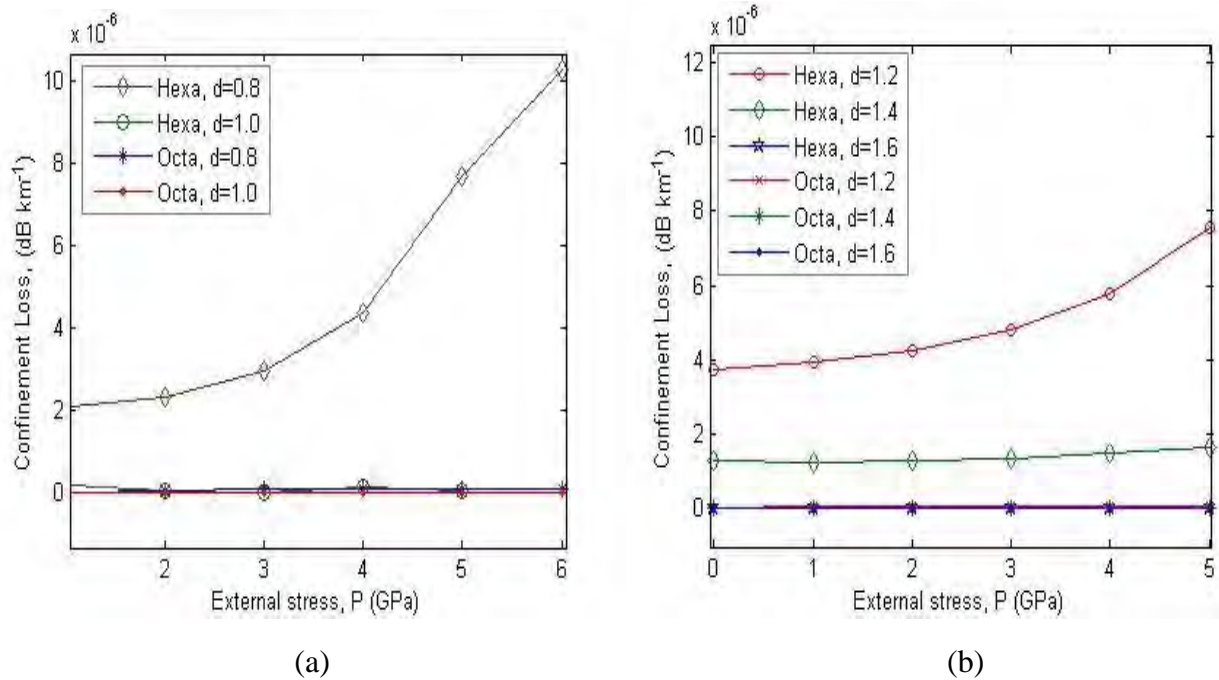 x 10⁻⁶
10
8
6
4
2
0
Confinement Loss, (dB km⁻¹)
Hexa, d=0.8
Hexa, d=1.0
Octa, d=0.8
Octa, d=1.0
2 3 4 5 6
External stress, P (GPa)
(a)
x 10⁻⁶
12
10
8
6
4
2
0
Confinement Loss, (dB km⁻¹)
Hexa, d=1.2
Hexa, d=1.4
Hexa, d=1.6
Octa, d=1.2
Octa, d=1.4
Octa, d=1.6
0 1 2 3 4 5
External stress, P (GPa)
(b)